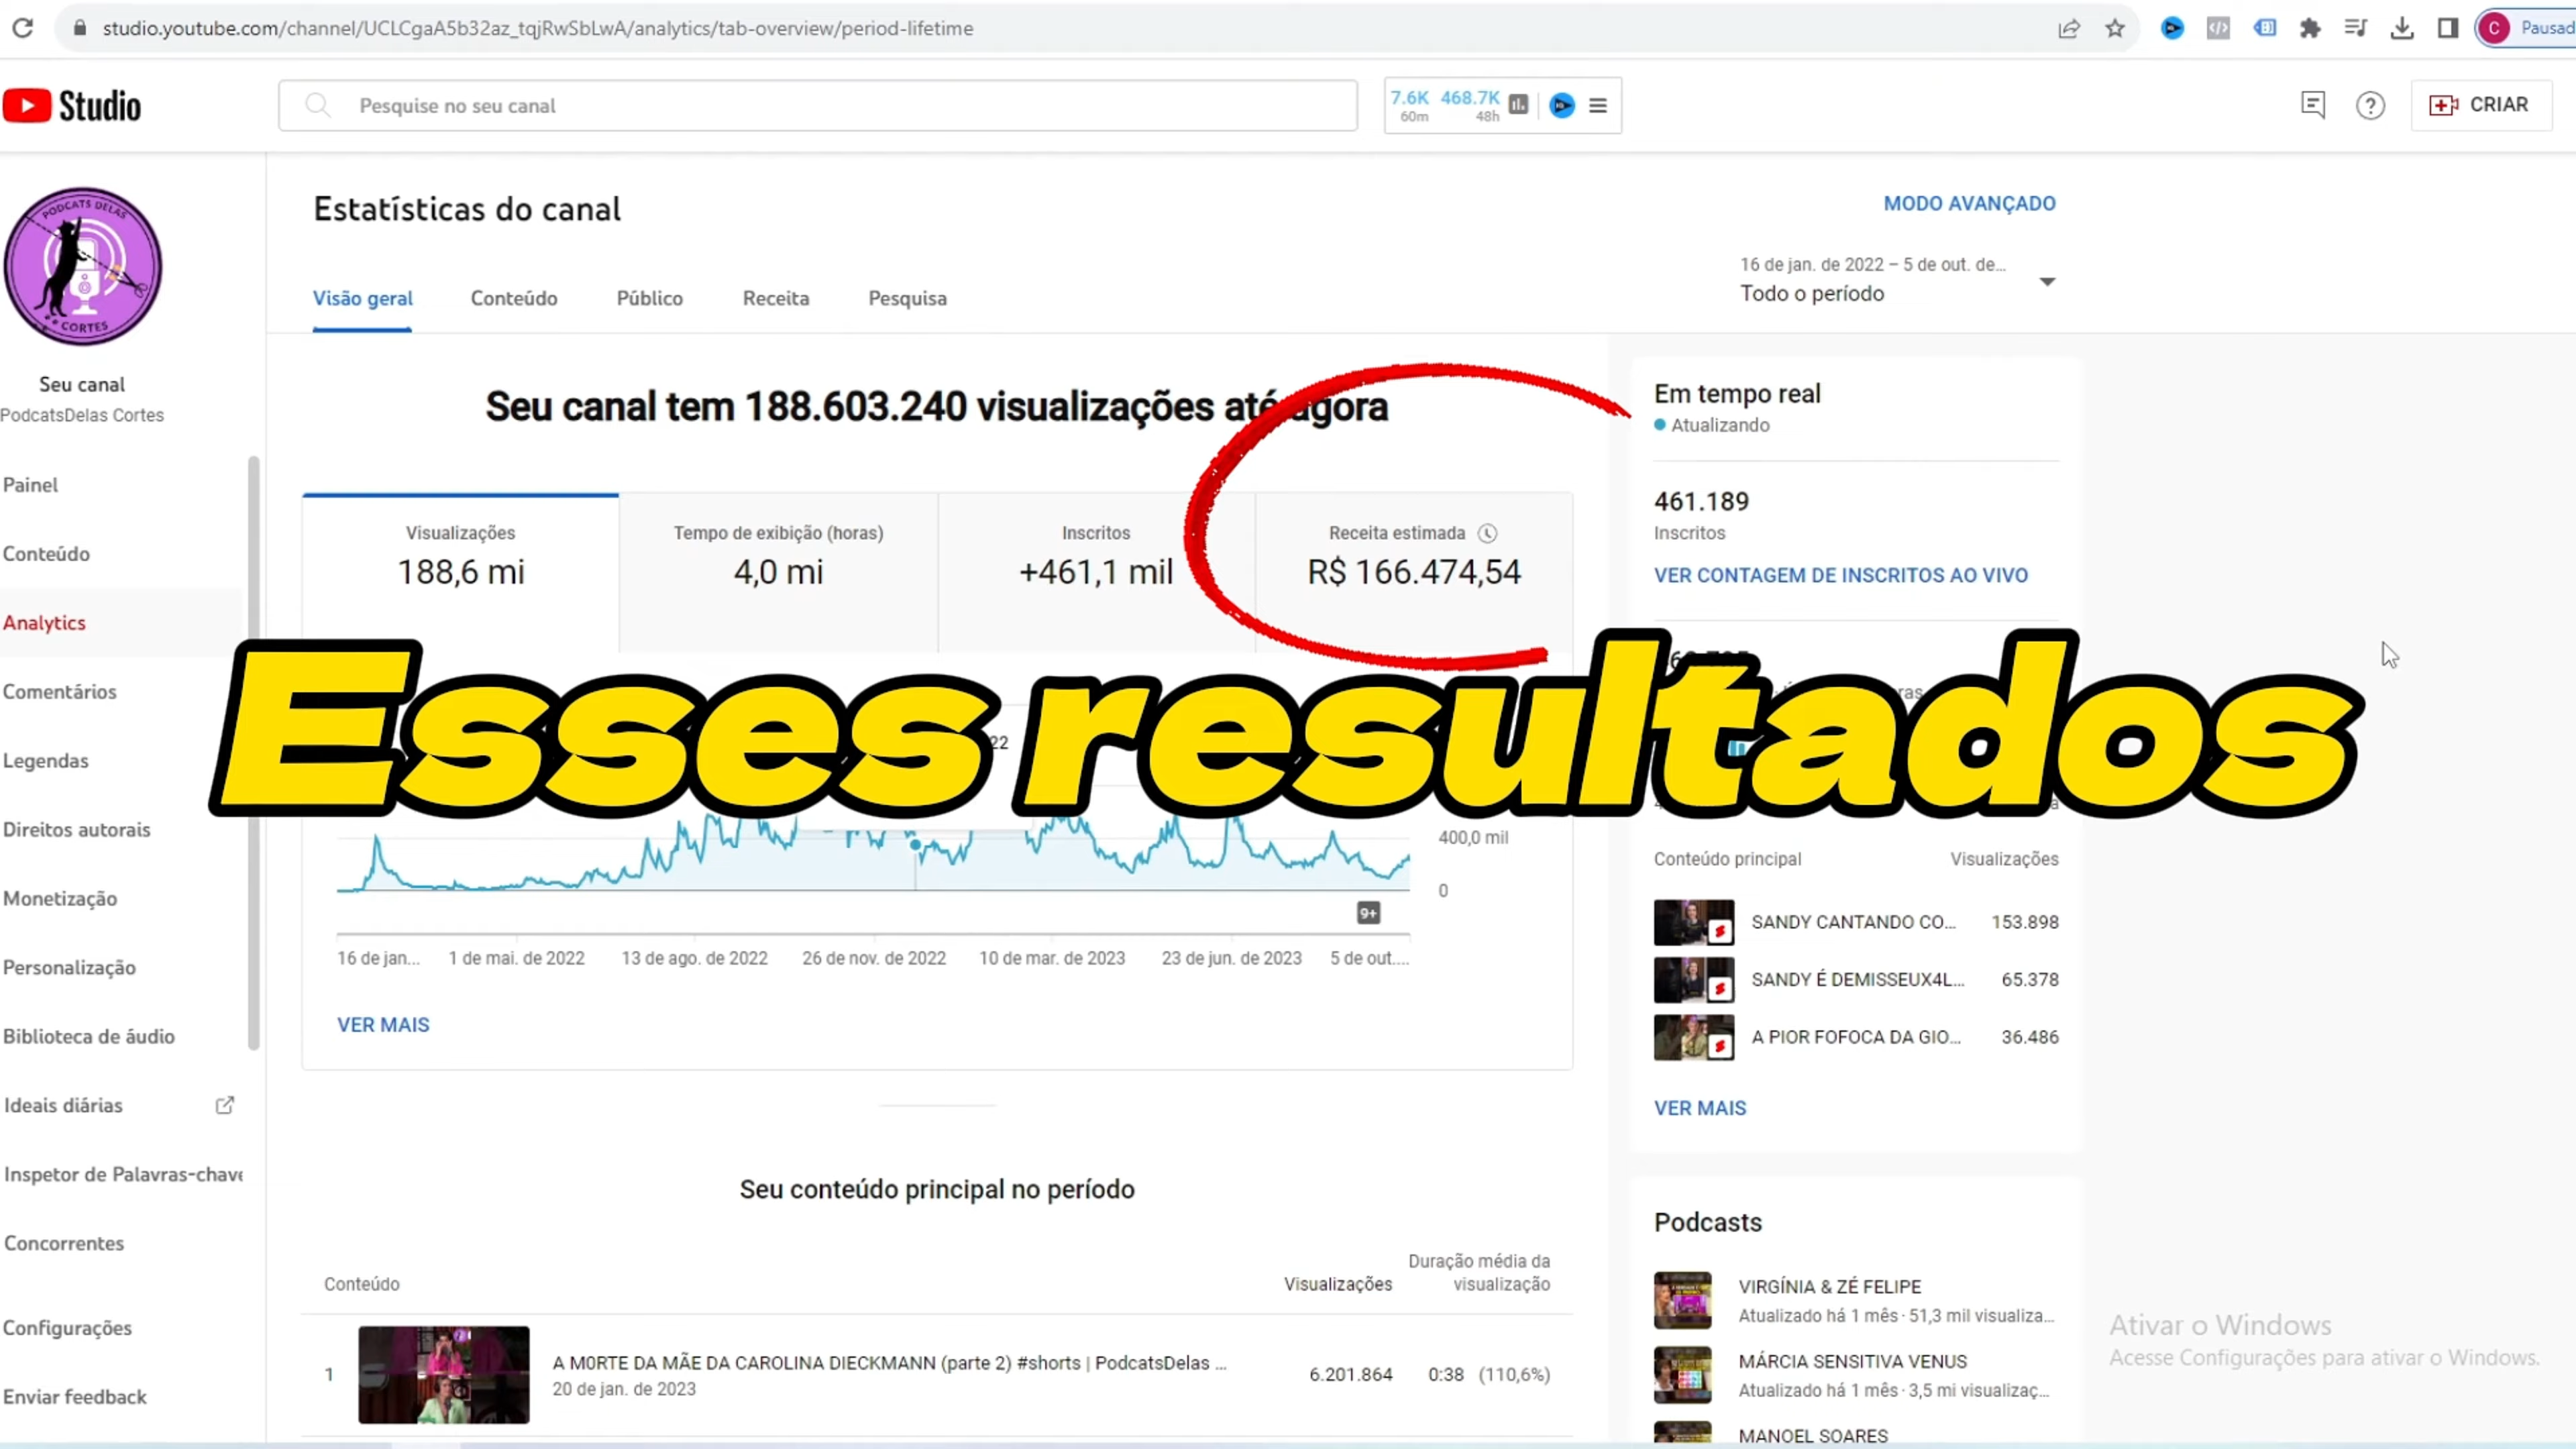 studio.youtube.com/channel/UCLCgaA5b32az_tqjRwSbLwA/analytics/tab-overview/period-lifetime
C Pausad
Studio
Pesquise no seu canal
7.6K 468.7K
60m 48h
CRIAR
PODCATS DELAS
CORTES
Seu canal
PodcatsDelas Cortes
Painel
Conteúdo
Analytics
Comentários
Legendas
Direitos autorais
Monetização
Personalização
Biblioteca de áudio
Ideais diárias
Inspetor de Palavras-chave
Concorrentes
Configurações
Enviar feedback
Estatísticas do canal
MODO AVANÇADO
Visão geral Conteúdo Público Receita Pesquisa
16 de jan. de 2022 – 5 de out. de...
Todo o período
Seu canal tem 188.603.240 visualizações até agora
Visualizações
188,6 mi
Tempo de exibição (horas)
4,0 mi
Inscritos
+461,1 mil
Receita estimada
R$ 166.474,54
Esses resultados
22
400,0 mil
0
9+
16 de jan... 1 de mai. de 2022 13 de ago. de 2022 26 de nov. de 2022 10 de mar. de 2023 23 de jun. de 2023 5 de out....
VER MAIS
Seu conteúdo principal no período
Conteúdo Visualizações Duração média da
visualização
1 A M0RTE DA MÃE DA CAROLINA DIECKMANN (parte 2) #shorts | PodcatsDelas ... 6.201.864 0:38 (110,6%)
20 de jan. de 2023
Em tempo real
Atualizando
461.189
Inscritos
VER CONTAGEM DE INSCRITOS AO VIVO
Conteúdo principal Visualizações
SANDY CANTANDO CO... 153.898
SANDY É DEMISSEUX4L... 65.378
A PIOR FOFOCA DA GIO... 36.486
VER MAIS
Podcasts
VIRGÍNIA & ZÉ FELIPE
Atualizado há 1 mês · 51,3 mil visualiza...
MÁRCIA SENSITIVA VENUS
Atualizado há 1 mês · 3,5 mi visualizaç...
MANOEL SOARES
Ativar o Windows
Acesse Configurações para ativar o Windows.